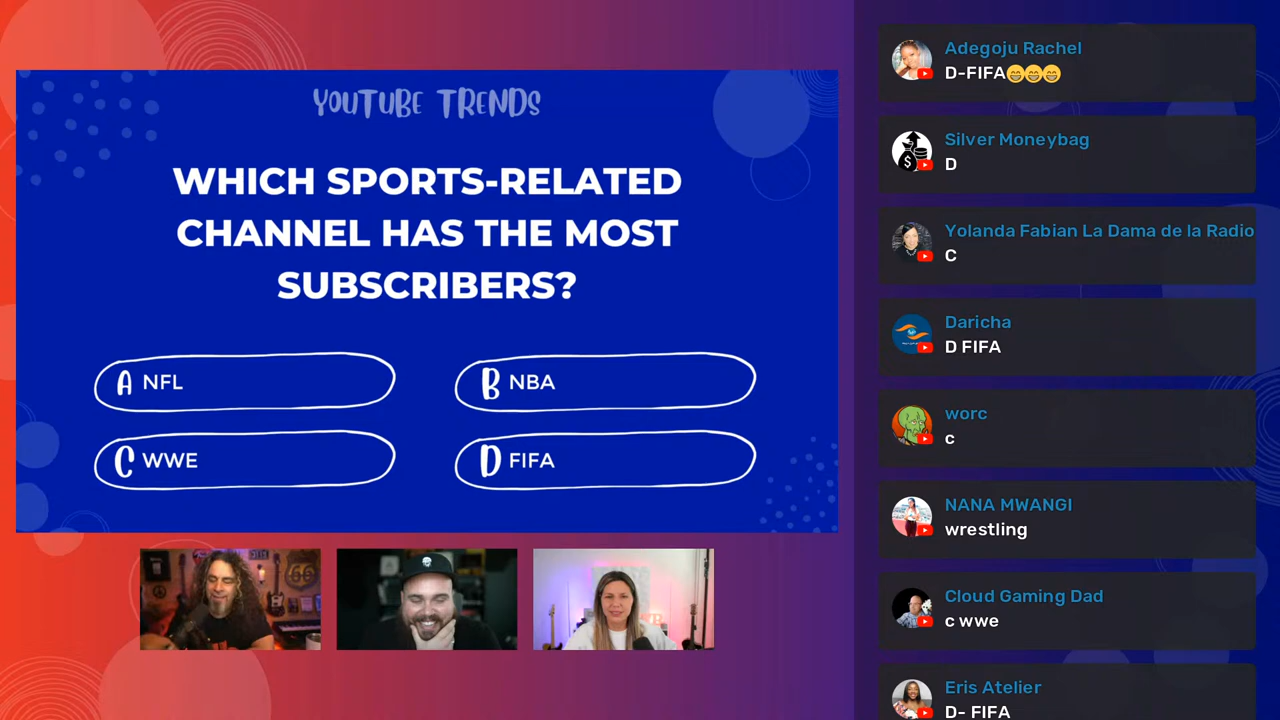 YOUTUBE TRENDS
WHICH SPORTS-RELATED
CHANNEL HAS THE MOST
SUBSCRIBERS?
A NFL
B NBA
C WWE
D FIFA
66
Adegoju Rachel
D-FIFA😁😁😁
Silver Moneybag
D
Yolanda Fabian La Dama de la Radio
C
Daricha
D FIFA
worc
c
NANA MWANGI
wrestling
Cloud Gaming Dad
c wwe
Eris Atelier
D- FIFA